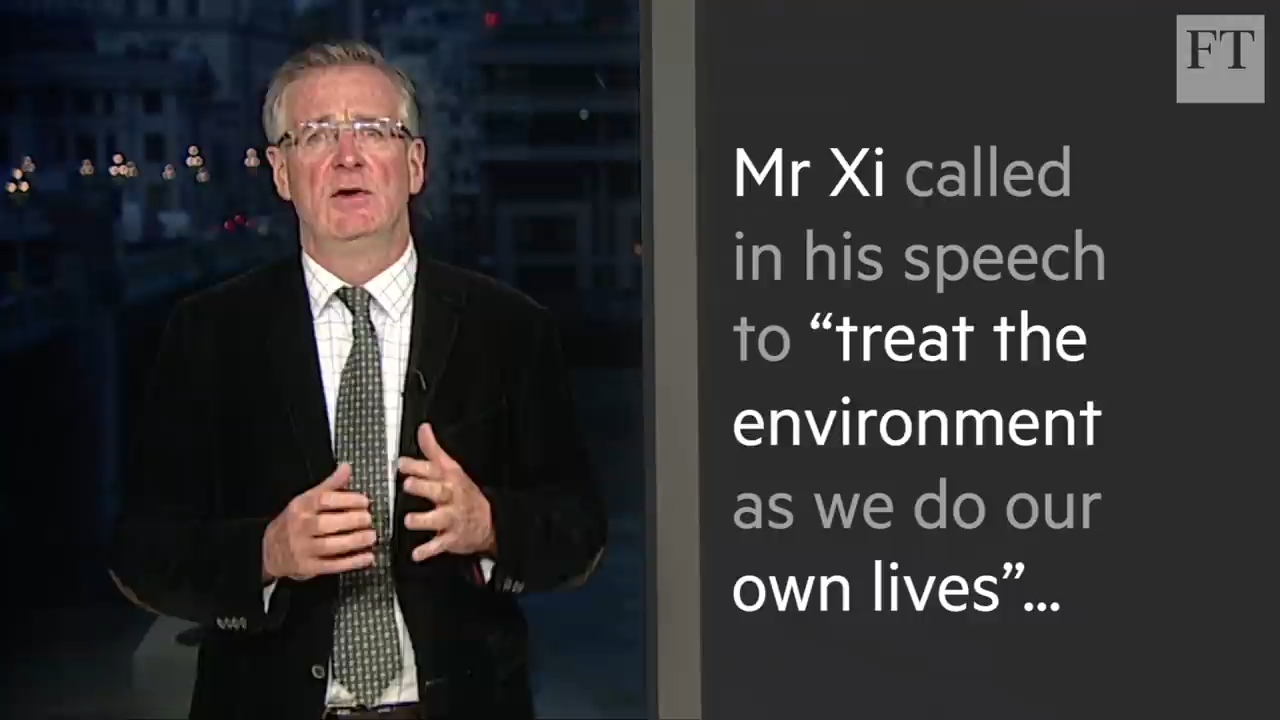 FT
Mr Xi called
in his speech
to “treat the
environment
as we do our
own lives”...